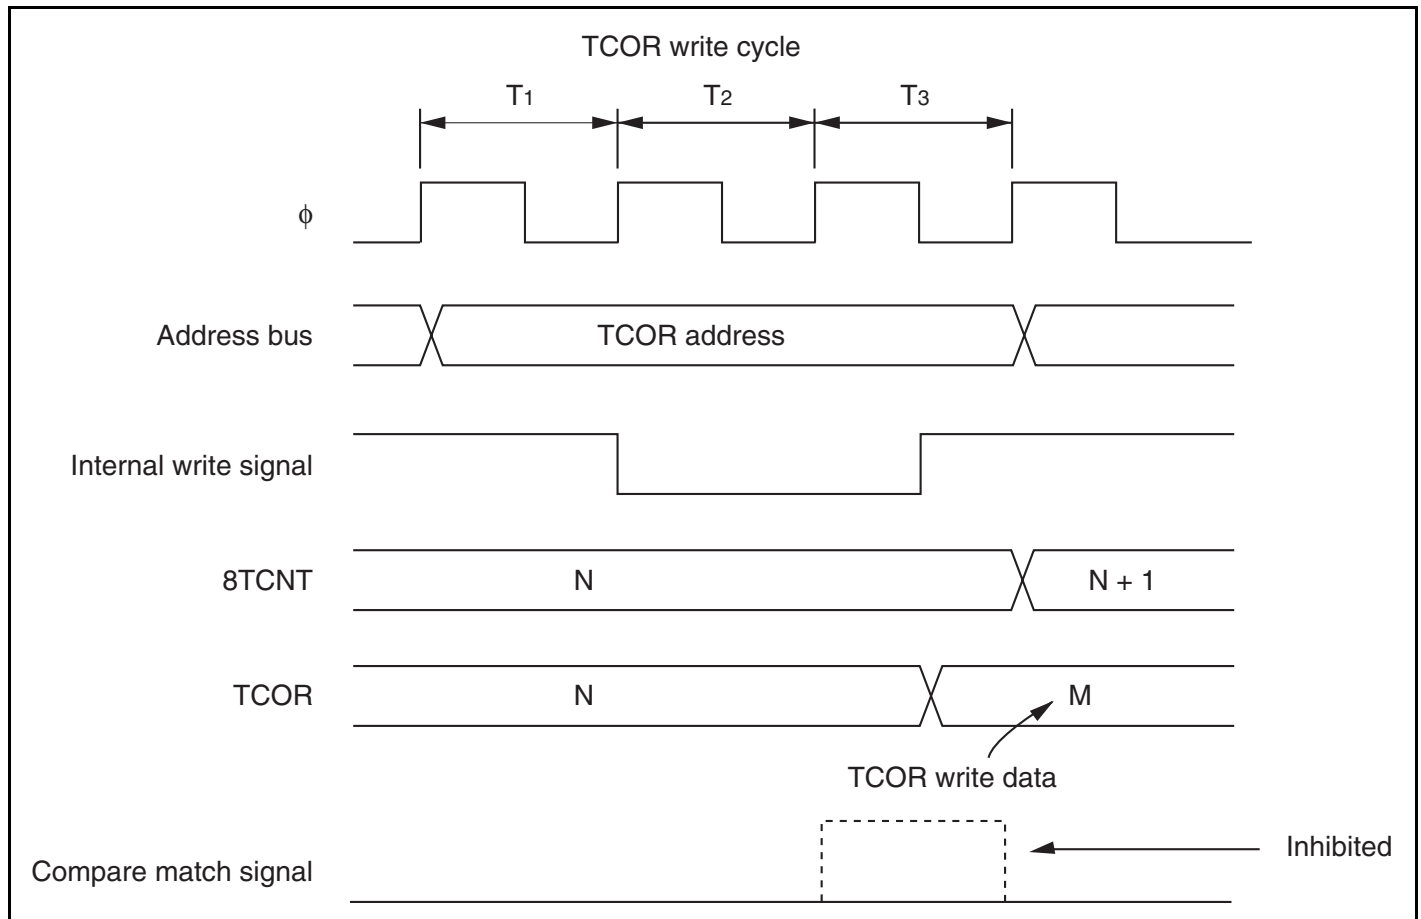 TCOR write cycle
T1 T2 T3
ϕ
Address bus TCOR address
Internal write signal
8TCNT N N + 1
TCOR N M
TCOR write data
Inhibited
Compare match signal